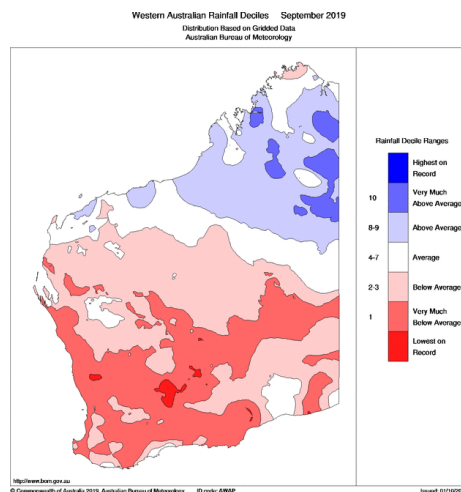 Western Australian Rainfall Deciles September 2019
Distribution Based on Gridded Data
Australian Bureau of Meteorology
Rainfall Decile Ranges
Highest on
Record
10
Very Much
Above Average
8-9
Above Average
4-7
Average
2-3
Below Average
1
Very Much
Below Average
Lowest on
Record
http://www.bom.gov.au
© Commonwealth of Australia 2019, Australian Bureau of Meteorology ID code: AWAP